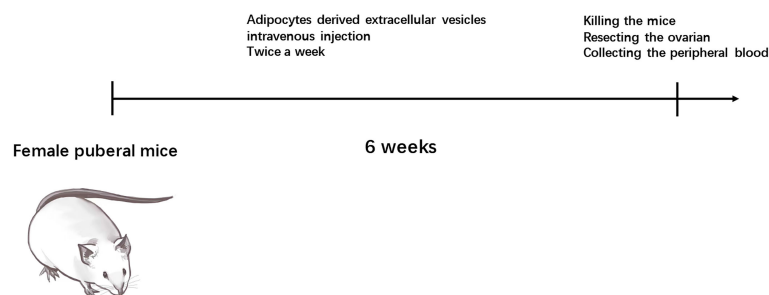 Adipocytes derived extracellular vesicles
intravenous injection
Twice a week
Killing the mice
Resecting the ovarian
Collecting the peripheral blood
Female puberal mice
6 weeks